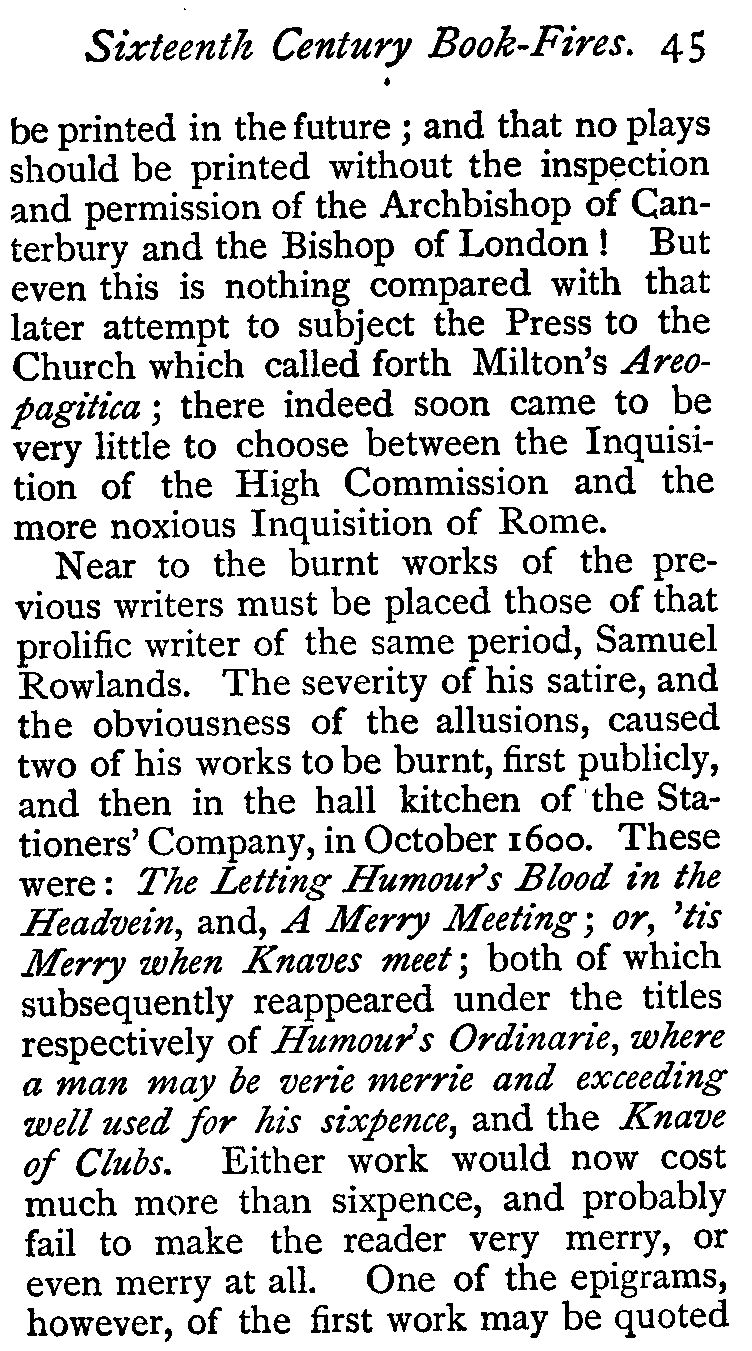 Sixteenth Century Book-Fires. 45
be printed in the future ; and that no plays
should be printed without the inspection
and permission of the Archbishop of Can-
terbury and the Bishop of London ! But
even this is nothing compared with that
later attempt to subject the Press to the
Church which called forth Milton's Areo-
pagitica ; there indeed soon came to be
very little to choose between the Inquisi-
tion of the High Commission and the
more noxious Inquisition of Rome.
Near to the burnt works of the pre-
vious writers must be placed those of that
prolific writer of the same period, Samuel
Rowlands. The severity of his satire, and
the obviousness of the allusions, caused
two of his works to be burnt, first publicly,
and then in the hall kitchen of the Sta-
tioners' Company, in October 1600. These
were : The Letting Humour's Blood in the
Headvein, and, A Merry Meeting ; or, 'tis
Merry when Knaves meet ; both of which
subsequently reappeared under the titles
respectively of Humour's Ordinarie, where
a man may be verie merrie and exceeding
well used for his sixpence, and the Knave
of Clubs. Either work would now cost
much more than sixpence, and probably
fail to make the reader very merry, or
even merry at all. One of the epigrams,
however, of the first work may be quoted